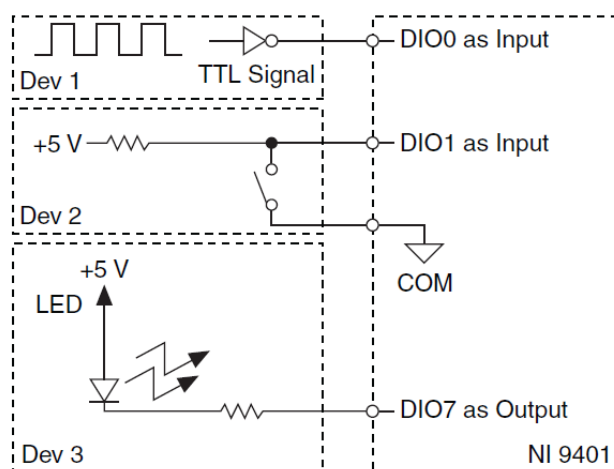 DIO0 as Input
TTL Signal
Dev 1
+5 V
DIO1 as Input
Dev 2
COM
+5 V
LED
DIO7 as Output
Dev 3
NI 9401